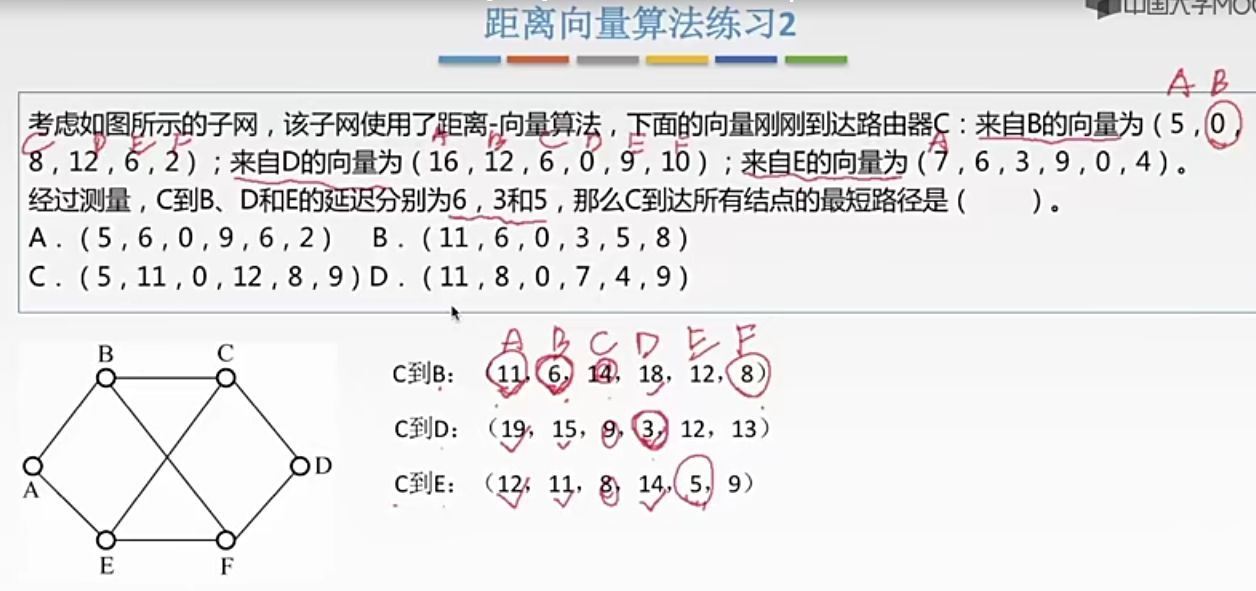 中国大学MOO
距离向量算法练习2
A B
考虑如图所示的子网，该子网使用了距离-向量算法，下面的向量刚刚到达路由器C：来自B的向量为（5，0，
C D E F A B C D E F A
8，12，6，2）；来自D的向量为（16，12，6，0，9，10）；来自E的向量为（7，6，3，9，0，4）。
经过测量，C到B、D和E的延迟分别为6，3和5，那么C到达所有结点的最短路径是（ ）。
A．（5，6，0，9，6，2） B．（11，6，0，3，5，8）
C．（5，11，0，12，8，9）D．（11，8，0，7，4，9）
A B C D E F
C到B： （11，6，14，18，12，8）
C到D： （19，15，9，3，12，13）
C到E： （12，11，8，14，5，9）
B C
A D
E F